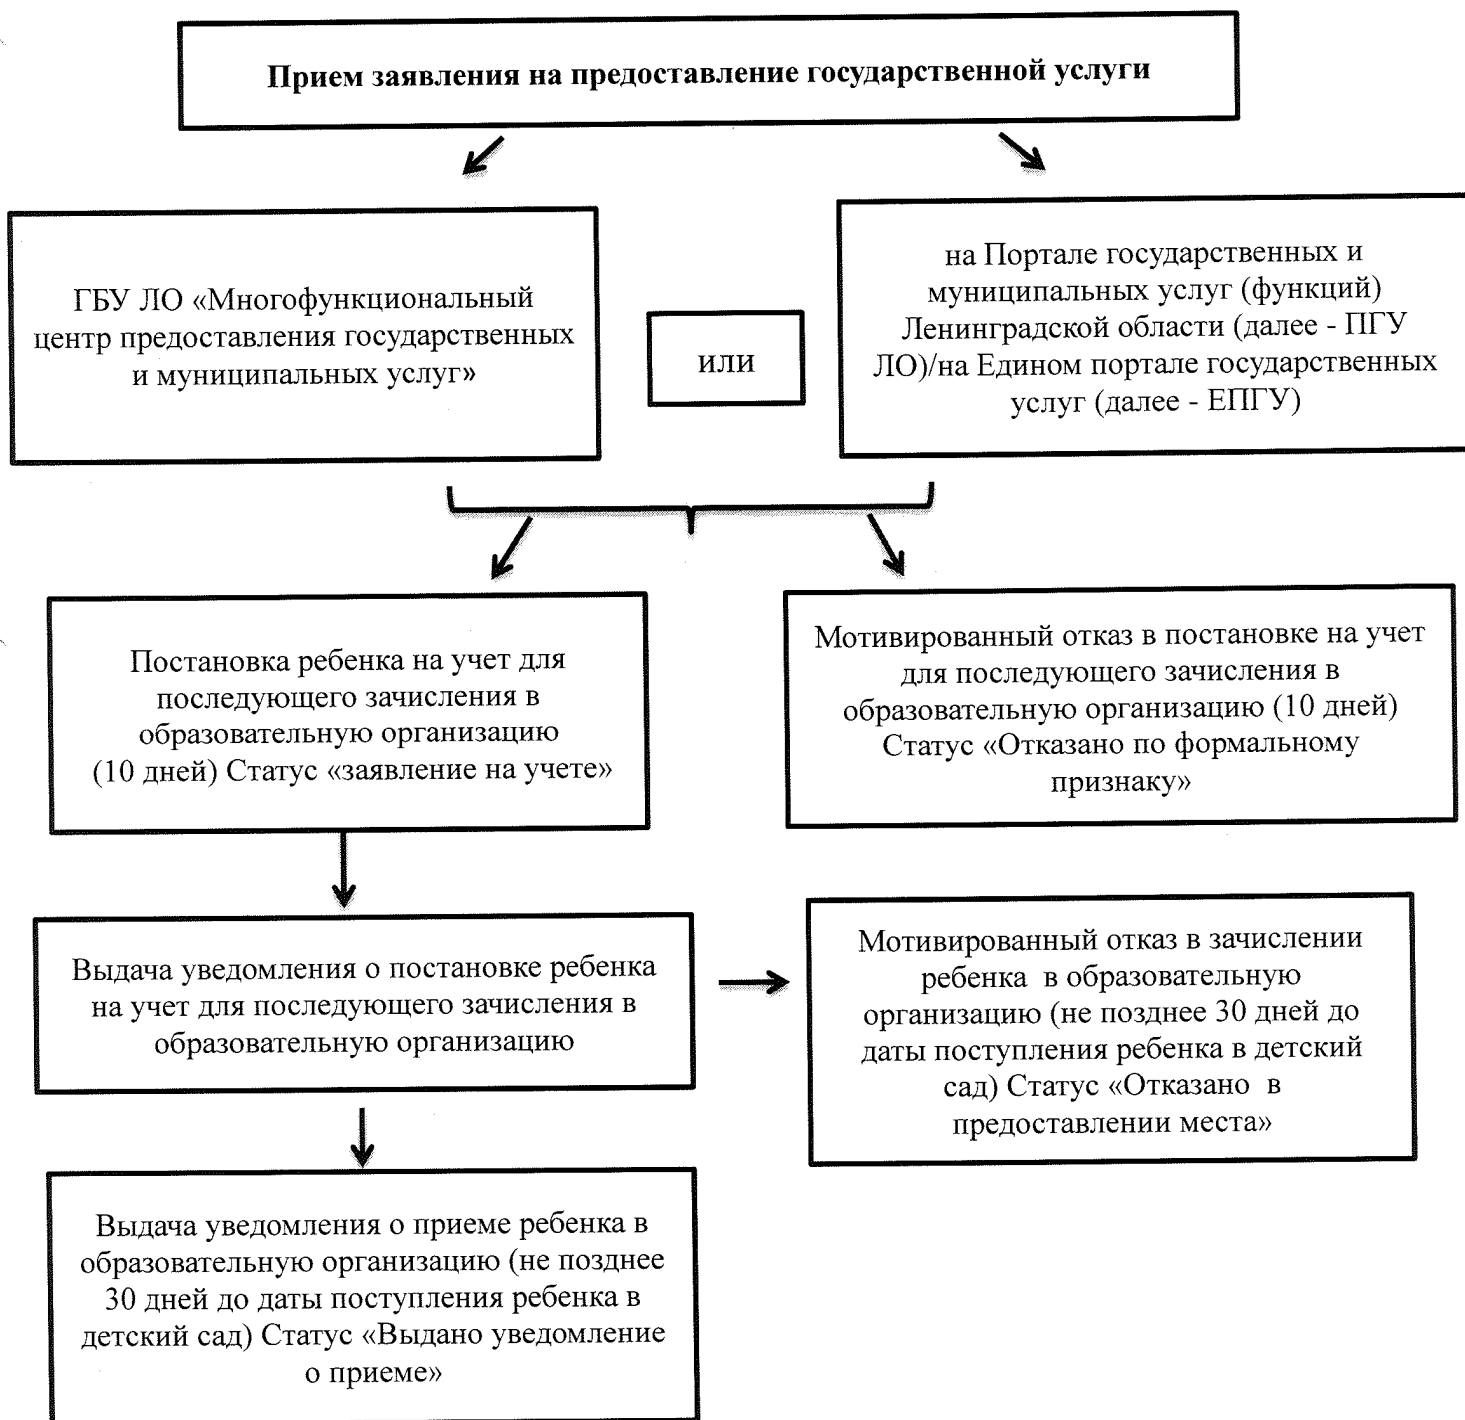 Прием заявления на предоставление государственной услуги
ГБУ ЛО «Многофункциональный
центр предоставления государственных
и муниципальных услуг»
или
на Портале государственных и
муниципальных услуг (функций)
Ленинградской области (далее - ПГУ
ЛО)/на Едином портале государственных
услуг (далее - ЕПГУ)
Постановка ребенка на учет для
последующего зачисления в
образовательную организацию
(10 дней) Статус «заявление на учете»
Мотивированный отказ в постановке на учет
для последующего зачисления в
образовательную организацию (10 дней)
Статус «Отказано по формальному
признаку»
Выдача уведомления о постановке ребенка
на учет для последующего зачисления в
образовательную организацию
Мотивированный отказ в зачислении
ребенка  в образовательную
организацию (не позднее 30 дней до
даты поступления ребенка в детский
сад) Статус «Отказано  в
предоставлении места»
Выдача уведомления о приеме ребенка в
образовательную организацию (не позднее
30 дней до даты поступления ребенка в
детский сад) Статус «Выдано уведомление
о приеме»